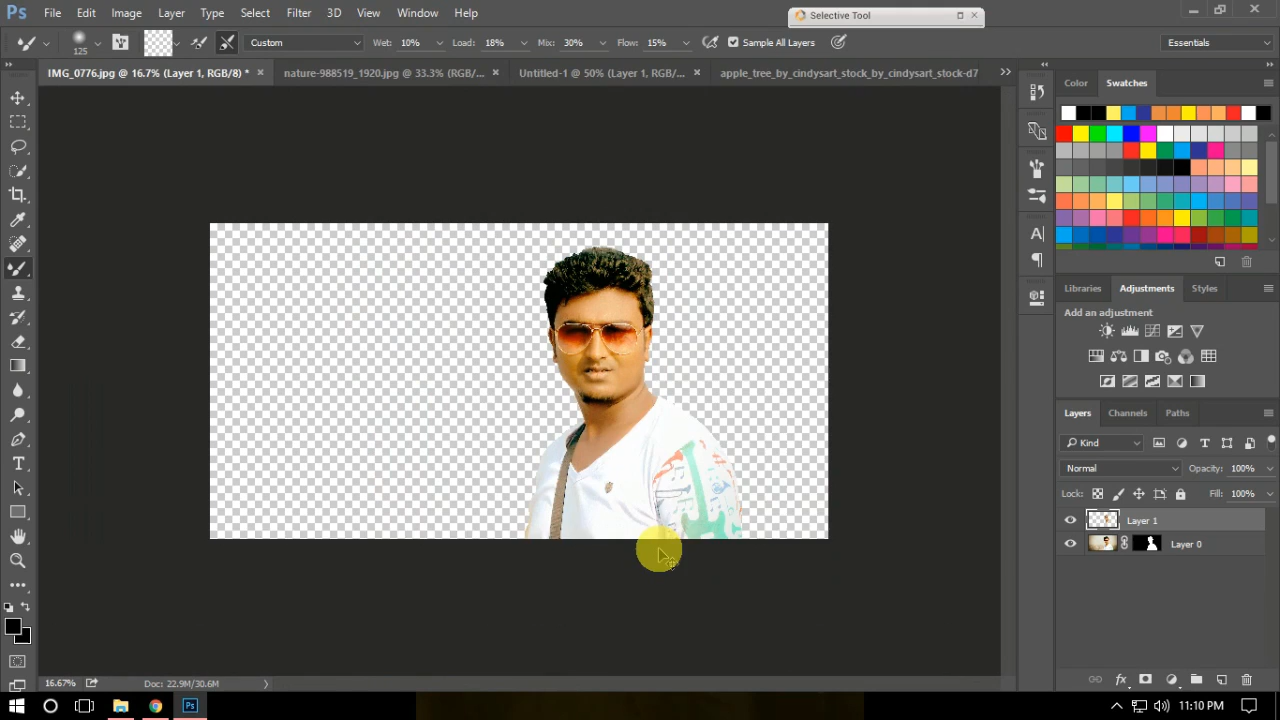 Ps File Edit Image Layer Type Select Filter 3D View Window Help
Selective Tool
125 Custom Wet: 10% Load: 18% Mix: 30% Flow: 15% Sample All Layers Essentials
IMG_0776.jpg @ 16.7% (Layer 1, RGB/8) * nature-988519_1920.jpg @ 33.3% (RGB/... Untitled-1 @ 50% (Layer 1, RGB/... apple_tree_by_cindysart_stock_by_cindysart_stock-d7
Color Swatches
Libraries Adjustments Styles
Add an adjustment
Layers Channels Paths
Kind
Normal Opacity: 100%
Lock: Fill: 100%
Layer 1
Layer 0
16.67% Doc: 22.9M/30.6M
Ps 11:10 PM